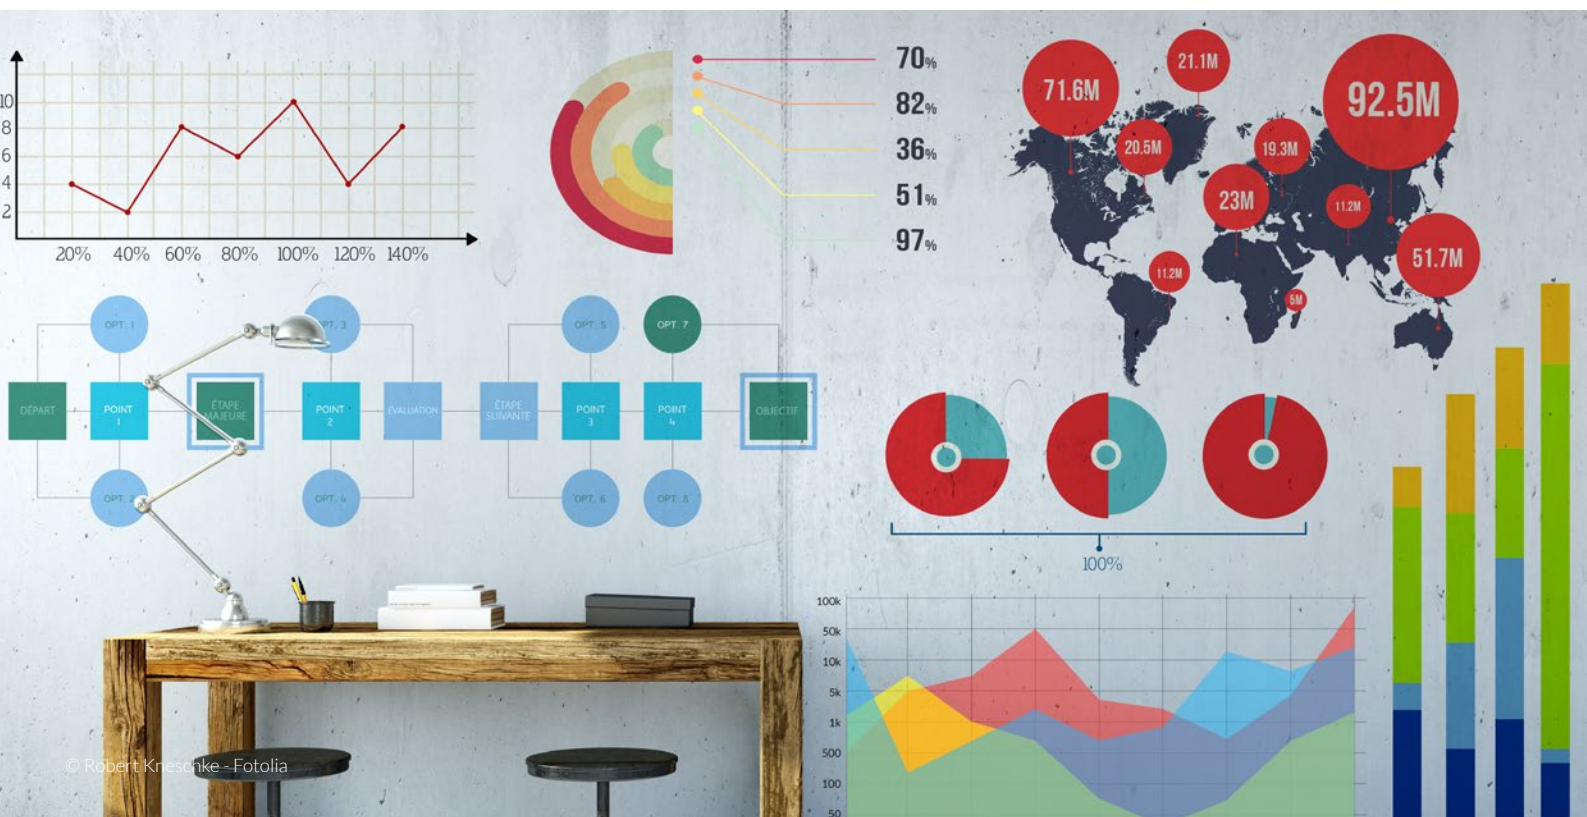 10
8
6
4
2
20% 40% 60% 80% 100% 120% 140%
70%
82%
36%
51%
97%
71.6M
21.1M
92.5M
20.5M
19.3M
23M
11.2M
51.7M
11.2M
5M
OPT. 1
OPT. 3
OPT. 5
OPT. 7
DÉPART
POINT
1
ÉTAPE
MAJEURE
POINT
2
ÉVALUATION
ÉTAPE
SUIVANTE
POINT
3
POINT
4
OBJECTIF
OPT. 2
OPT. 4
OPT. 6
OPT. 8
100%
100k
50k
10k
5k
1k
500
100
50
© Robert Kneschke - Fotolia